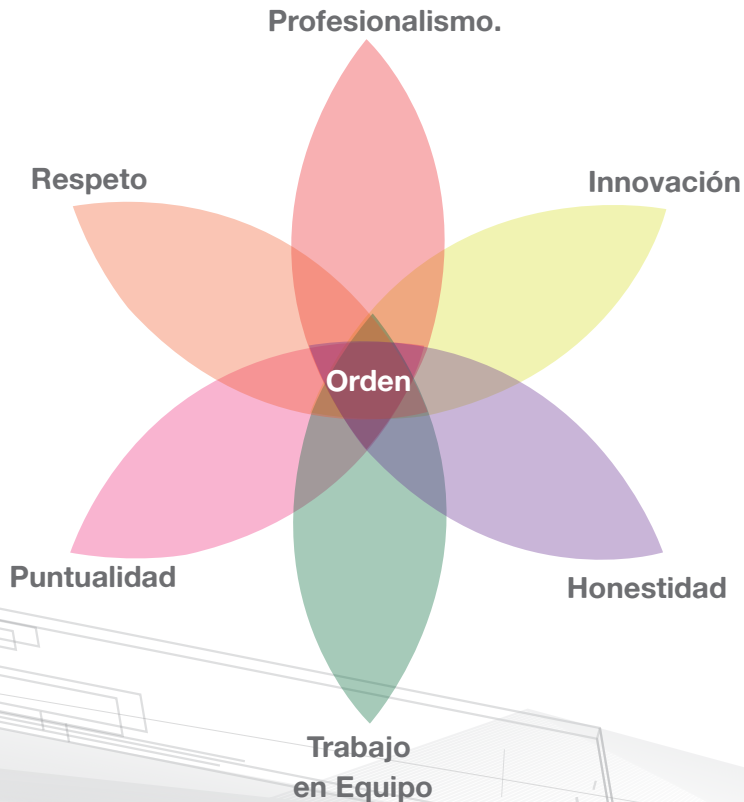 Profesionalismo.
Respeto
Innovación
Orden
Puntualidad
Honestidad
Trabajo
en Equipo